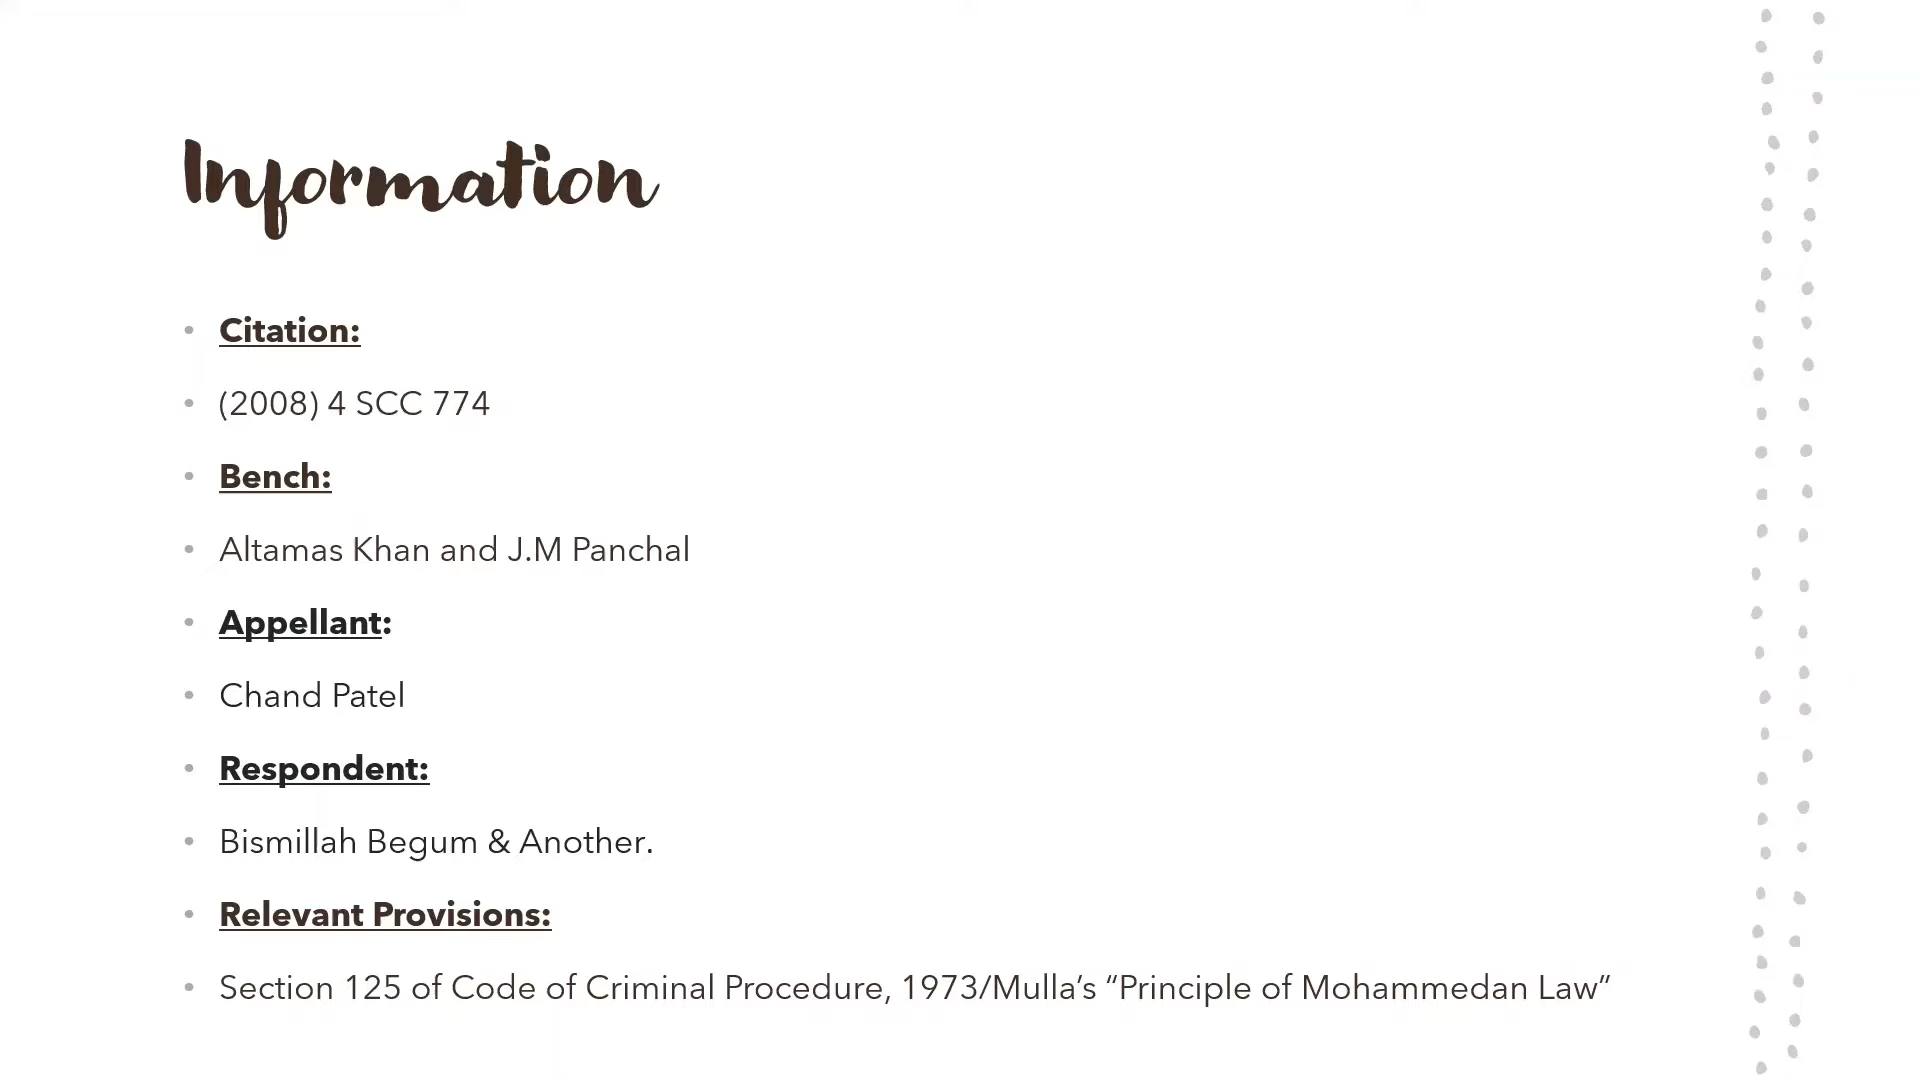 Information
• Citation:
• (2008) 4 SCC 774
• Bench:
• Altamas Khan and J.M Panchal
• Appellant:
• Chand Patel
• Respondent:
• Bismillah Begum & Another.
• Relevant Provisions:
• Section 125 of Code of Criminal Procedure, 1973/Mulla’s “Principle of Mohammedan Law”